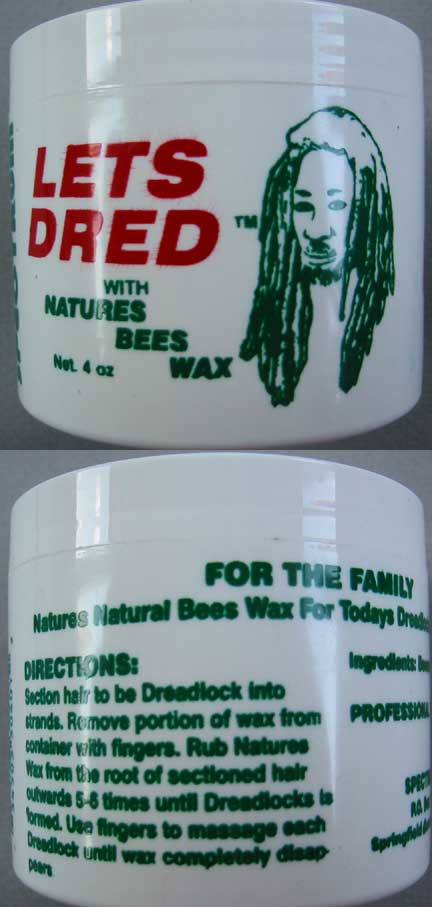 LETS
DRED
TM
WITH
NATURES
BEES
WAX
Net. 4 oz
FOR THE FAMILY
Natures Natural Bees Wax For Todays
DIRECTIONS:
Section hair to be Dreadlock into
strands. Remove portion of wax from
container with fingers. Rub Natures
Wax from the root of sectioned hair
outwards 5-6 times until Dreadlocks is
formed. Use fingers to massage each
Dreadlock until wax completely disap-
pears
Ingredients:
PROFESSIONAL
P.O.
Springfield